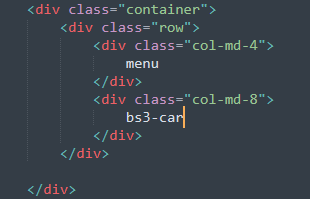 <div class="container">
<div class="row">
<div class="col-md-4">
menu
</div>
<div class="col-md-8">
bs3-car
</div>
</div>
</div>